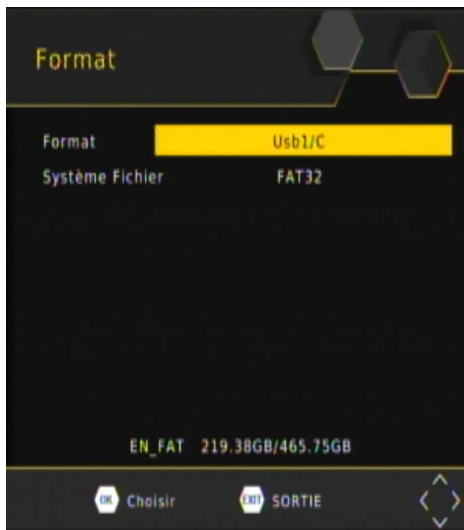 Format
Format Usb1/C
Système Fichier FAT32
EN_FAT 219.38GB/465.75GB
OK Choisir EXIT SORTIE